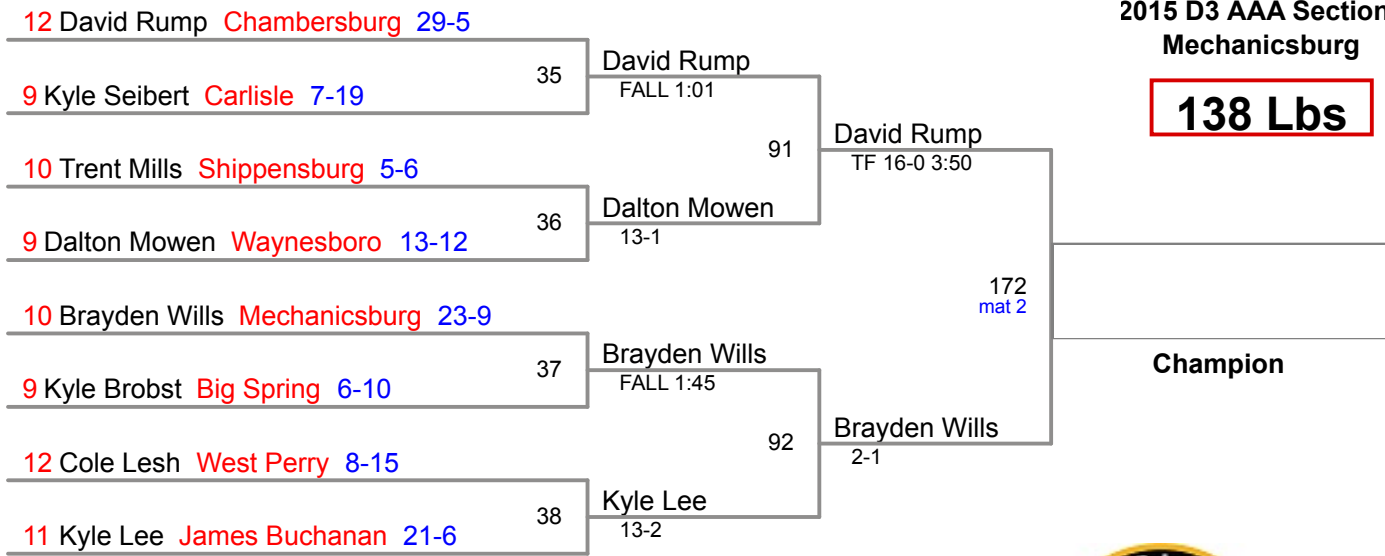 12 David Rump Chambersburg 29-5
9 Kyle Seibert Carlisle 7-19
10 Trent Mills Shippensburg 5-6
9 Dalton Mowen Waynesboro 13-12
10 Brayden Wills Mechanicsburg 23-9
9 Kyle Brobst Big Spring 6-10
12 Cole Lesh West Perry 8-15
11 Kyle Lee James Buchanan 21-6
35
36
37
38
David Rump
FALL 1:01
Dalton Mowen
13-1
Brayden Wills
FALL 1:45
Kyle Lee
13-2
91
92
David Rump
TF 16-0 3:50
Brayden Wills
2-1
172
mat 2
2015 D3 AAA Section
Mechanicsburg
138 Lbs
Champion